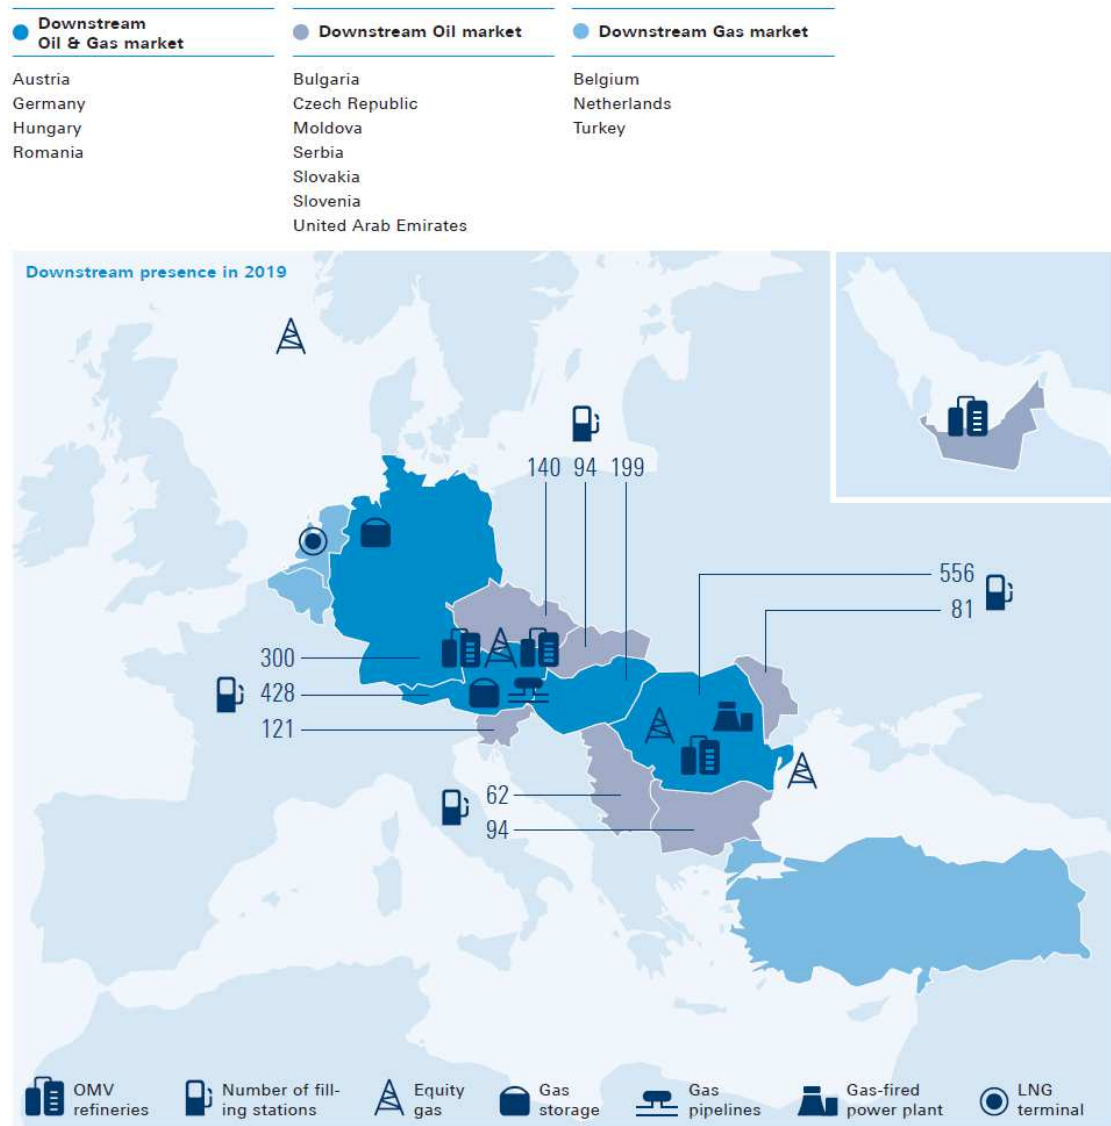 Downstream
Oil & Gas market
Austria
Germany
Hungary
Romania
Downstream Oil market
Bulgaria
Czech Republic
Moldova
Serbia
Slovakia
Slovenia
United Arab Emirates
Downstream Gas market
Belgium
Netherlands
Turkey
Downstream presence in 2019
140 94 199
556
81
300
428
121
62
94
OMV
refineries
Number of fill-
ing stations
Equity
gas
Gas
storage
Gas
pipelines
Gas-fired
power plant
LNG
terminal